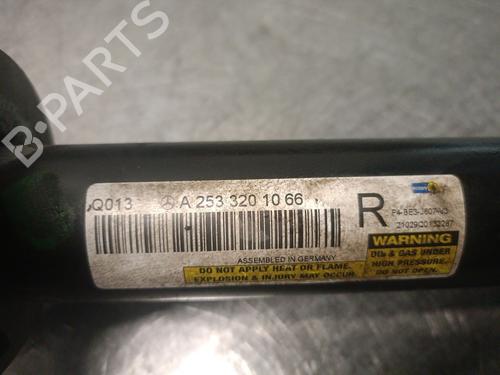 B-PARTS
Q013 A 253 320 10 66
R
21029Q0132287
ASSEMBLED IN GERMANY
DO NOT APPLY HEAT OR FLAME.
EXPLOSION & INJURY MAY OCCUR
WARNING
OIL & GAS UNDER
HIGH PRESSURE.
DO NOT OPEN.